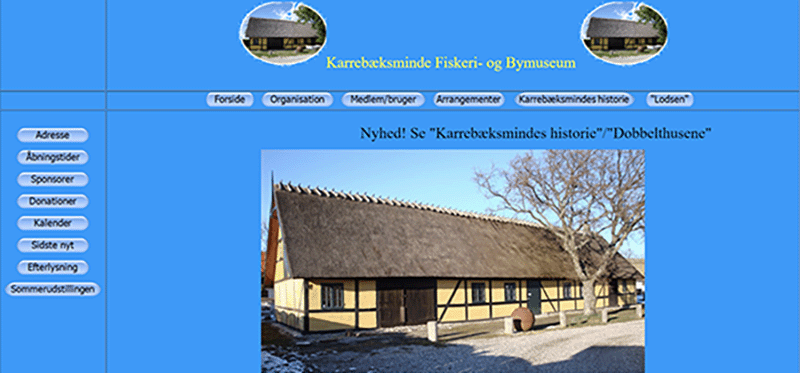 Karrebæksminde Fiskeri- og Bymuseum
Forside Organisation Medlem/bruger Arrangementer Karrebæksmindes historie "Lodsen"
Adresse
Åbningstider
Sponsorer
Donationer
Kalender
Sidste nyt
Efterlysning
Sommerudstillingen
Nyhed! Se "Karrebæksmindes historie"/"Dobbelthusene"